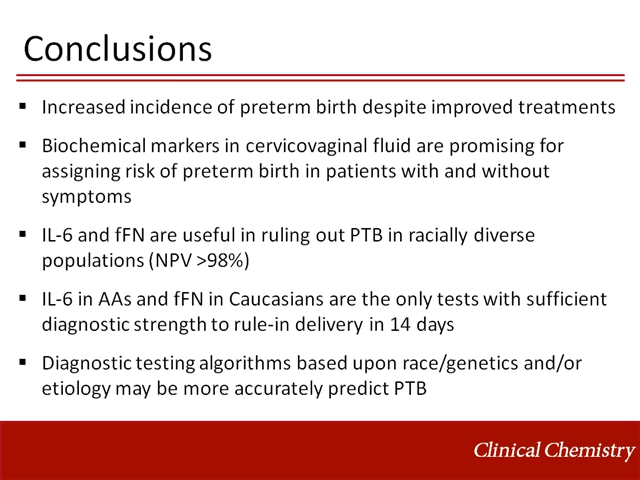 Conclusions
▪ Increased incidence of preterm birth despite improved treatments
▪ Biochemical markers in cervicovaginal fluid are promising for
assigning risk of preterm birth in patients with and without
symptoms
▪ IL-6 and fFN are useful in ruling out PTB in racially diverse
populations (NPV >98%)
▪ IL-6 in AAs and fFN in Caucasians are the only tests with sufficient
diagnostic strength to rule-in delivery in 14 days
▪ Diagnostic testing algorithms based upon race/genetics and/or
etiology may be more accurately predict PTB
Clinical Chemistry